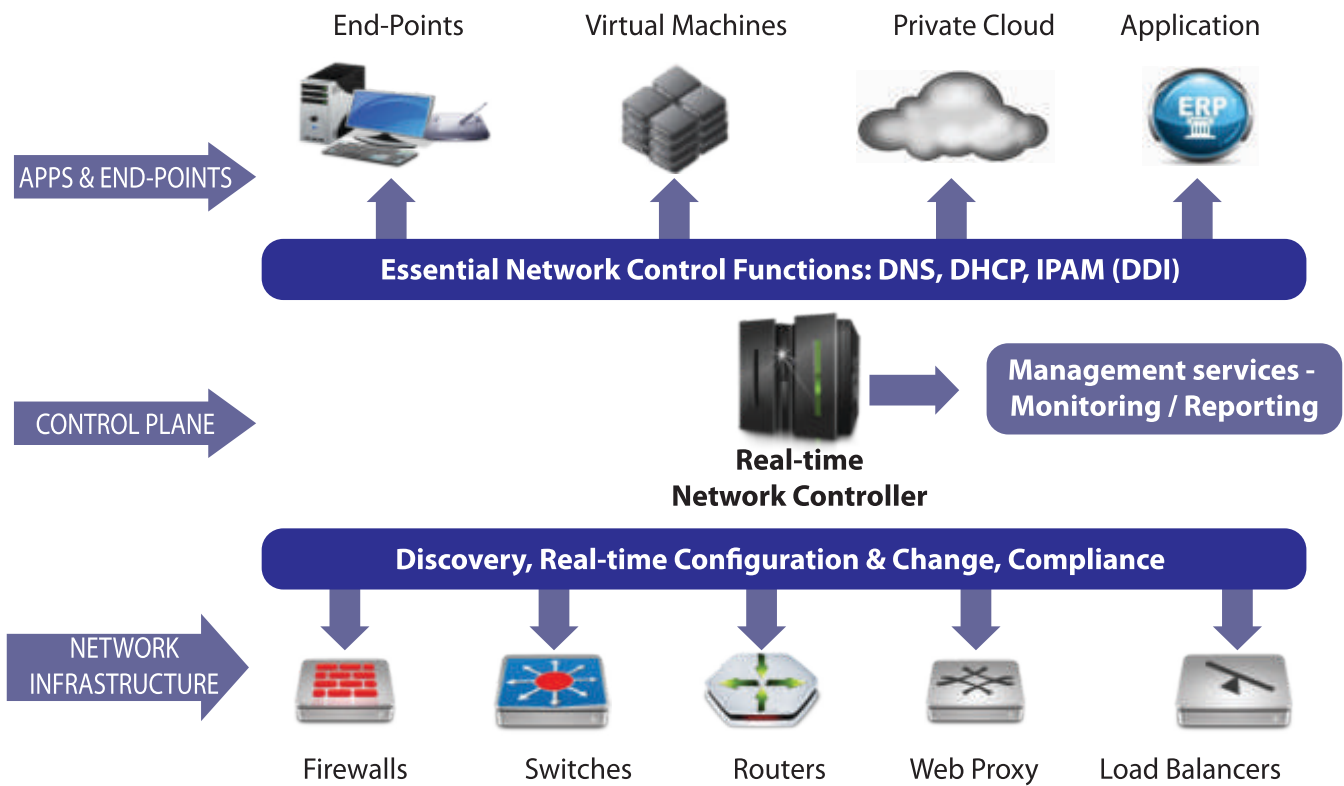 End-Points
Virtual Machines
Private Cloud
Application
ERP
APPS & END-POINTS
Essential Network Control Functions: DNS, DHCP, IPAM (DDI)
CONTROL PLANE
Real-time
Network Controller
Management services -
Monitoring / Reporting
Discovery, Real-time Configuration & Change, Compliance
NETWORK
INFRASTRUCTURE
Firewalls
Switches
Routers
Web Proxy
Load Balancers